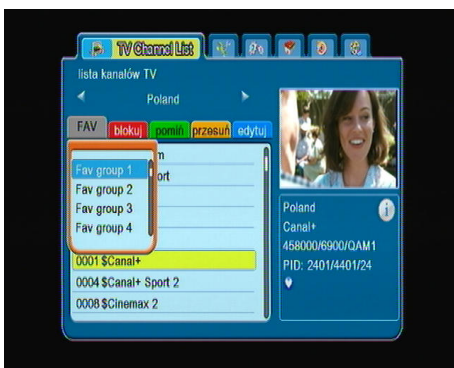 TV Channel List
lista kanałów TV
Poland
FAV blokuj pomiń przesuń edytuj
m
ort
Fav group 1
Fav group 2
Fav group 3
Fav group 4
0001 $Canal+
0004 $Canal+ Sport 2
0008 $Cinemax 2
Poland
Canal+
458000/6900/QAM1
PID: 2401/4401/24